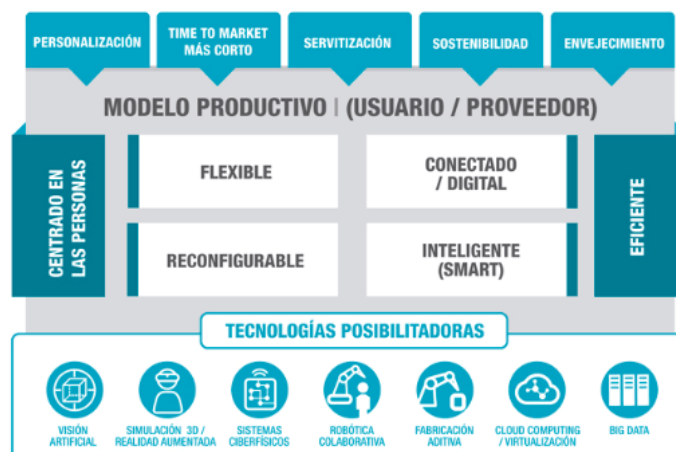 PERSONALIZACIÓN
TIME TO MARKET
MÁS CORTO
SERVITIZACIÓN
SOSTENIBILIDAD
ENVEJECIMIENTO
MODELO PRODUCTIVO | (USUARIO / PROVEEDOR)
CENTRADO EN
LAS PERSONAS
FLEXIBLE
CONECTADO
/ DIGITAL
RECONFIGURABLE
INTELIGENTE
(SMART)
EFICIENTE
TECNOLOGÍAS POSIBILITADORAS
VISIÓN
ARTIFICIAL
SIMULACIÓN 3D /
REALIDAD AUMENTADA
SISTEMAS
CIBERFÍSICOS
ROBÓTICA
COLABORATIVA
FABRICACIÓN
ADITIVA
CLOUD COMPUTING
/ VIRTUALIZACIÓN
BIG DATA